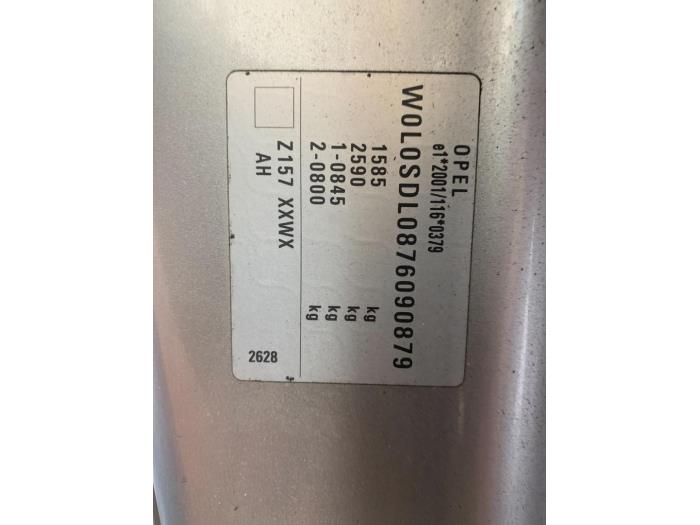 OPEL
e1*2001/116*0379
W0L0SDL0876090879
1585 kg
2590 kg
1-0845 kg
2-0800 kg
Z157 XXWX
AH
2628